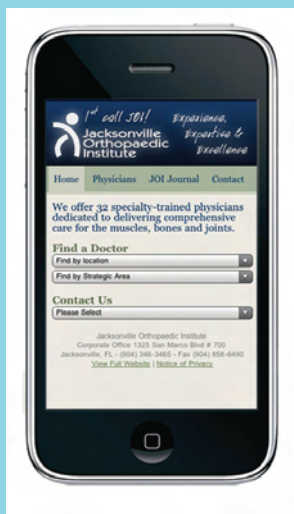 1st call JOI!
Experience,
Expertise &
Excellence
Jacksonville
Orthopaedic
Institute
Home Physicians JOI Journal Contact
We offer 32 specialty-trained physicians
dedicated to delivering comprehensive
care for the muscles, bones and joints.
Find a Doctor
Find by location
Find by Strategic Area
Contact Us
Please Select
Jacksonville Orthopaedic Institute
Corporate Office 1325 San Marco Blvd # 700
Jacksonville, FL - (904) 346-3465 - Fax (904) 858-6490
View Full Website | Notice of Privacy